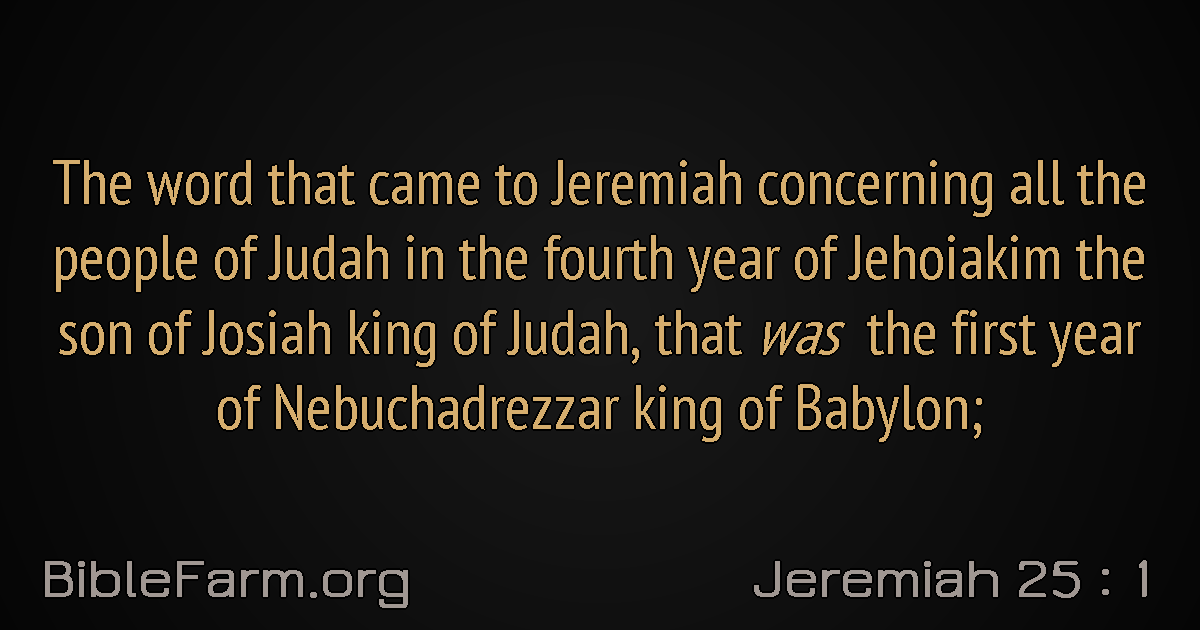 The word that came to Jeremiah concerning all the
people of Judah in the fourth year of Jehoiakim the
son of Josiah king of Judah, that was the first year
of Nebuchadrezzar king of Babylon;
BibleFarm.org
Jeremiah 25 : 1